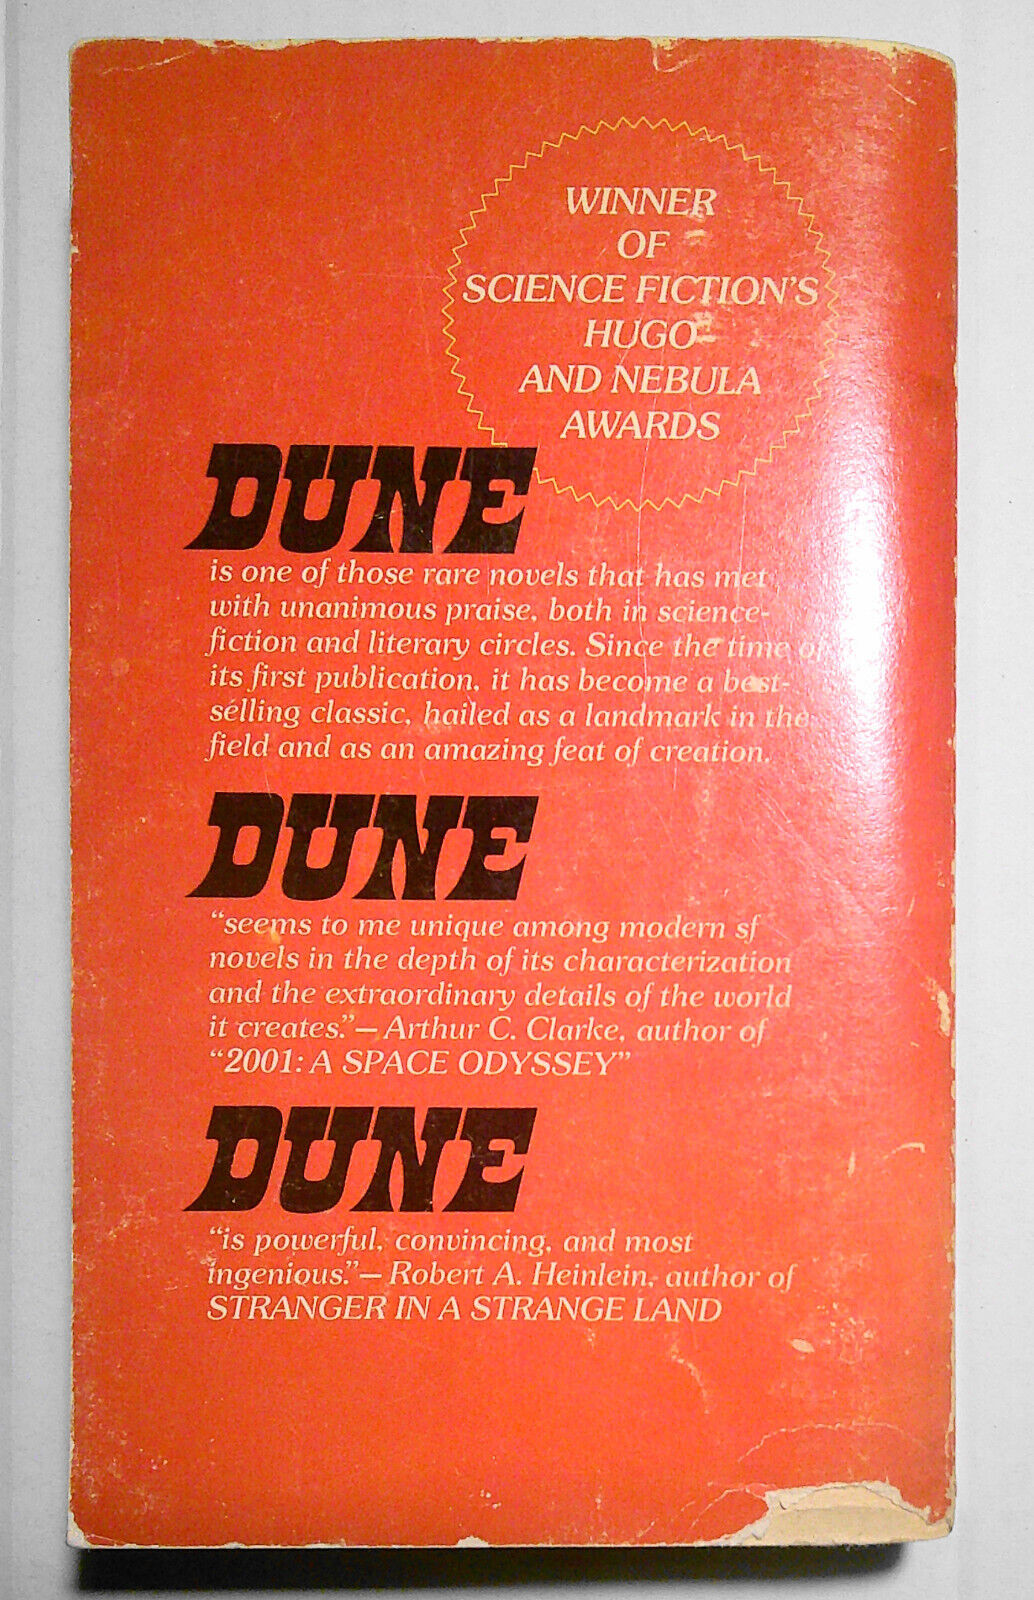 WINNER
OF
SCIENCE FICTION'S
HUGO
AND NEBULA
AWARDS
DUNE
is one of those rare novels that has met
with unanimous praise, both in science-
fiction and literary circles. Since the time of
its first publication, it has become a best-
selling classic, hailed as a landmark in the
field and as an amazing feat of creation.
DUNE
“seems to me unique among modern sf
novels in the depth of its characterization
and the extraordinary details of the world
it creates.”— Arthur C. Clarke, author of
“2001: A SPACE ODYSSEY”
DUNE
“is powerful, convincing, and most
ingenious.”— Robert A. Heinlein, author of
STRANGER IN A STRANGE LAND